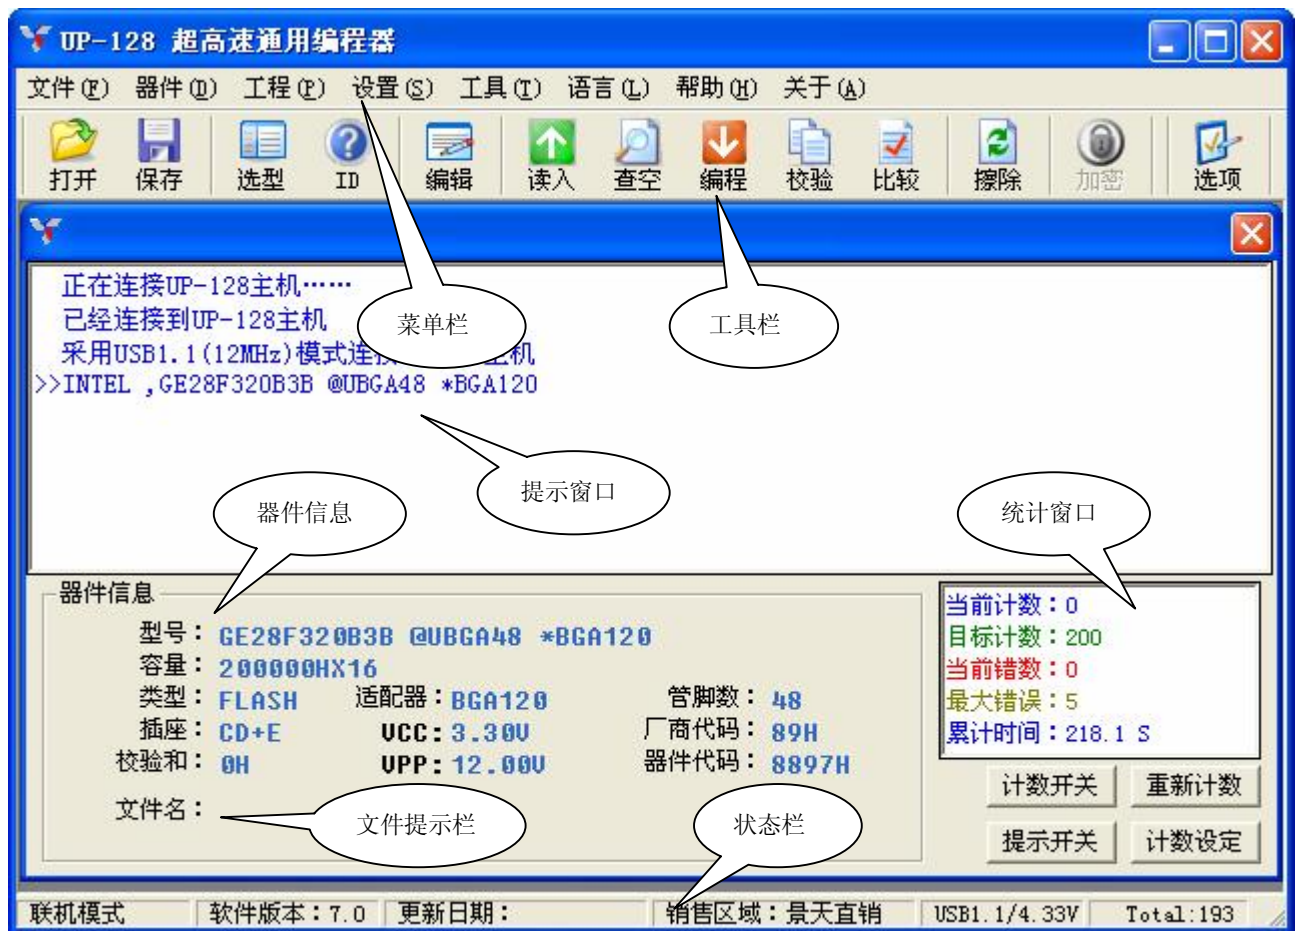 UP-128 超高速通用编程器
文件(F) 器件(D) 工程(P) 设置(S) 工具(T) 语言(L) 帮助(H) 关于(A)
打开 保存 选型 ID 编辑 读入 查空 编程 校验 比较 擦除 加密 选项
正在连接UP-128主机……
已经连接到UP-128主机
采用USB1.1(12MHz)模式连 主机
>>INTEL ,GE28F320B3B @UBGA48 *BGA120
菜单栏
工具栏
提示窗口
器件信息
统计窗口
器件信息
型号： GE28F320B3B @UBGA48 *BGA120
容量： 200000HX16
类型： FLASH 适配器：BGA120 管脚数： 48
插座： CD+E VCC:3.30V 厂商代码： 89H
校验和： 0H VPP:12.00V 器件代码： 8897H
文件名：
文件提示栏
状态栏
当前计数：0
目标计数：200
当前错数：0
最大错误：5
累计时间：218.1 S
计数开关 重新计数
提示开关 计数设定
联机模式 软件版本：7.0 更新日期： 销售区域：景天直销 USB1.1/4.33V Total:193